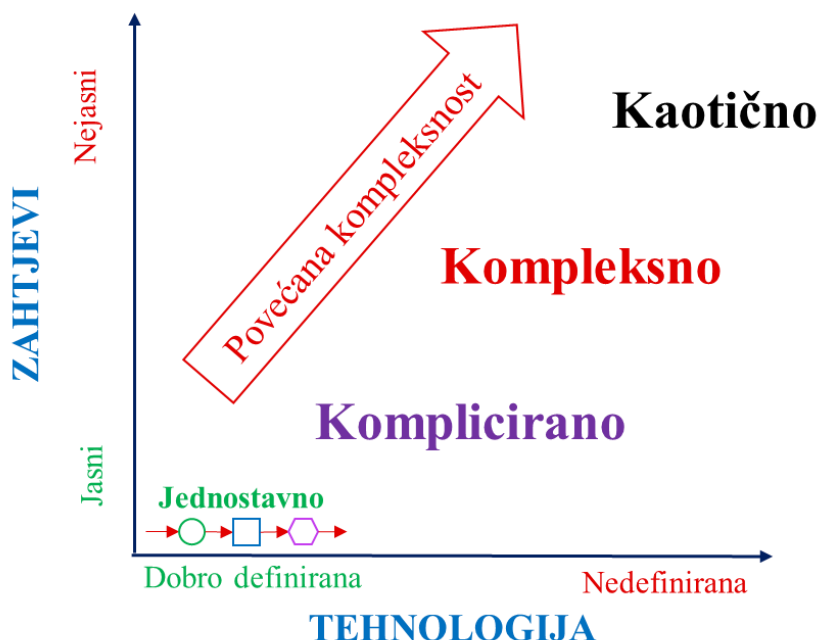 Nejasni
Kaotično
Povećana kompleksnost
ZAHTJEVI
Kompleksno
Komplicirano
Jasni
Jednostavno
Dobro definirana
Nedefinirana
TEHNOLOGIJA